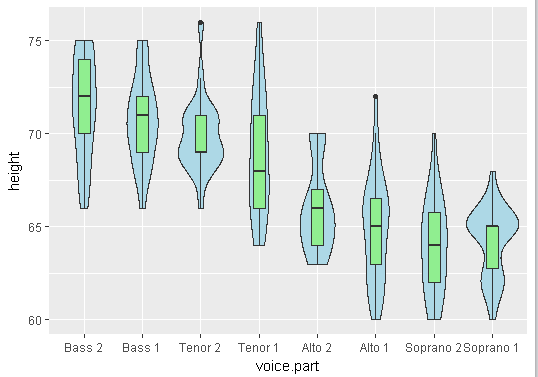 75
70
65
60
height
Bass 2 Bass 1 Tenor 2 Tenor 1 Alto 2 Alto 1 Soprano 2 Soprano 1
voice.part